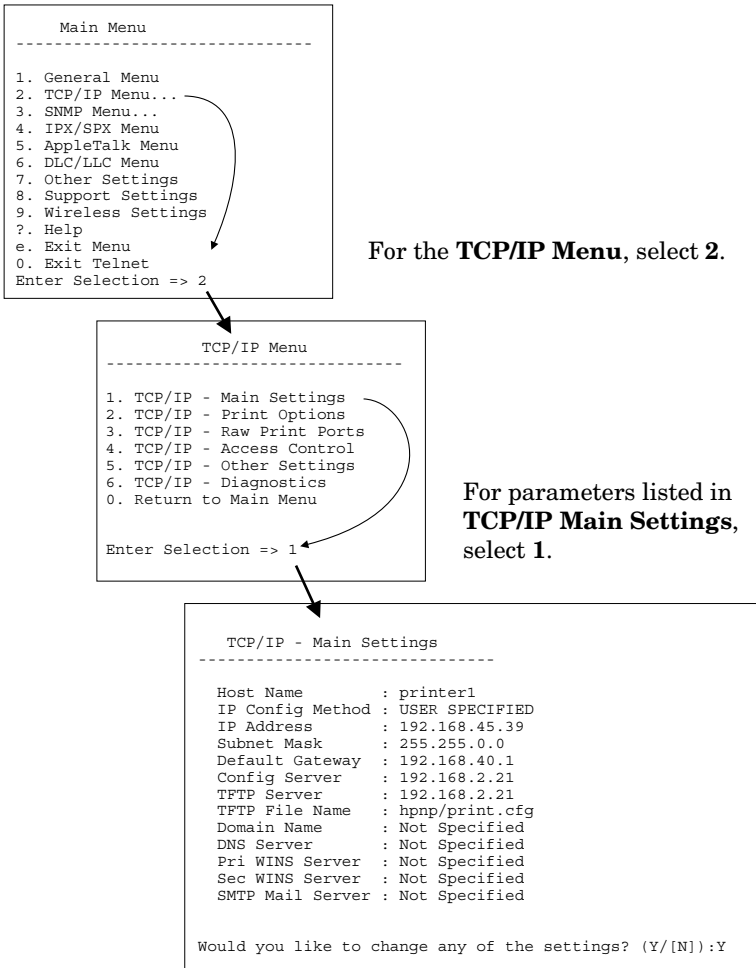 Main Menu
-------------------------------
1. General Menu
2. TCP/IP Menu...
3. SNMP Menu...
4. IPX/SPX Menu
5. AppleTalk Menu
6. DLC/LLC Menu
7. Other Settings
8. Support Settings
9. Wireless Settings
?. Help
e. Exit Menu
0. Exit Telnet
Enter Selection => 2
For the TCP/IP Menu, select 2.
TCP/IP Menu
-------------------------------
1. TCP/IP - Main Settings
2. TCP/IP - Print Options
3. TCP/IP - Raw Print Ports
4. TCP/IP - Access Control
5. TCP/IP - Other Settings
6. TCP/IP - Diagnostics
0. Return to Main Menu
Enter Selection => 1
For parameters listed in
TCP/IP Main Settings,
select 1.
TCP/IP - Main Settings
-------------------------------
Host Name : printer1
IP Config Method : USER SPECIFIED
IP Address : 192.168.45.39
Subnet Mask : 255.255.0.0
Default Gateway : 192.168.40.1
Config Server : 192.168.2.21
TFTP Server : 192.168.2.21
TFTP File Name : hpnp/print.cfg
Domain Name : Not Specified
DNS Server : Not Specified
Pri WINS Server : Not Specified
Sec WINS Server : Not Specified
SMTP Mail Server : Not Specified
Would you like to change any of the settings? (Y/[N]):Y